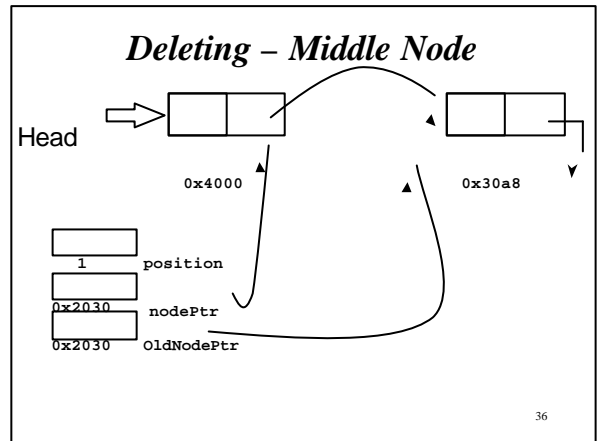 Deleting – Middle Node
Head
0x4000
0x30a8
1 position
0x2030 nodePtr
0x2030 OldNodePtr
36